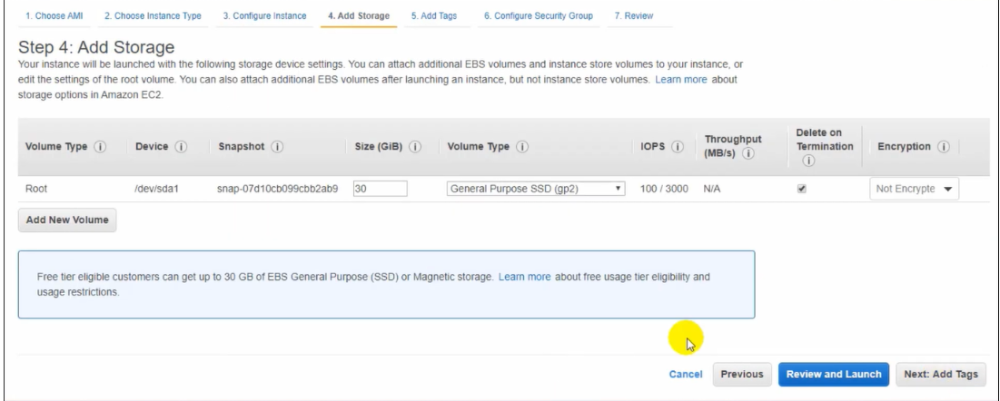 1. Choose AMI 2. Choose Instance Type 3. Configure Instance 4. Add Storage 5. Add Tags 6. Configure Security Group 7. Review
Step 4: Add Storage
Your instance will be launched with the following storage device settings. You can attach additional EBS volumes and instance store volumes to your instance, or
edit the settings of the root volume. You can also attach additional EBS volumes after launching an instance, but not instance store volumes. Learn more about
storage options in Amazon EC2.
Volume Type i Device i Snapshot i Size (GiB) i Volume Type i IOPS i Throughput (MB/s) i Delete on Termination i Encryption i
Root /dev/sda1 snap-07d10cb099cbb2ab9 30 General Purpose SSD (gp2) 100 / 3000 N/A Not Encrypte
Add New Volume
Free tier eligible customers can get up to 30 GB of EBS General Purpose (SSD) or Magnetic storage. Learn more about free usage tier eligibility and
usage restrictions.
Cancel Previous Review and Launch Next: Add Tags